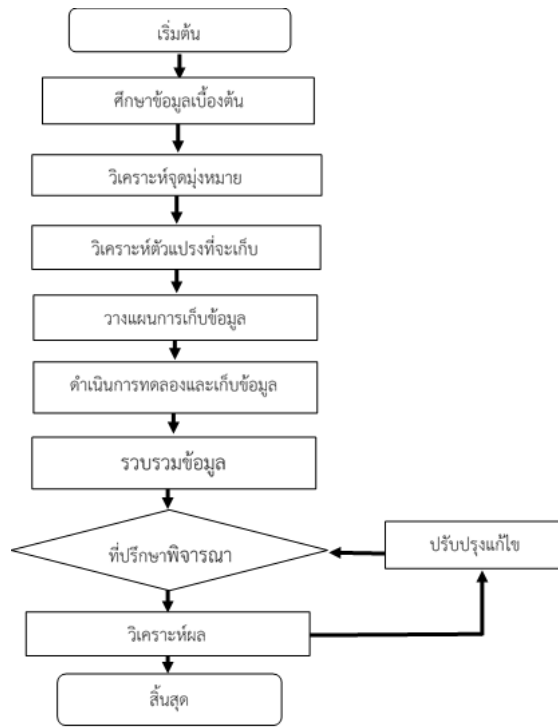 เริ่มต้น
ศึกษาข้อมูลเบื้องต้น
วิเคราะห์จุดมุ่งหมาย
วิเคราะห์ตัวแปรงที่จะเก็บ
วางแผนการเก็บข้อมูล
ดำเนินการทดลองและเก็บข้อมูล
รวบรวมข้อมูล
ที่ปรึกษาพิจารณา
ปรับปรุงแก้ไข
วิเคราะห์ผล
สิ้นสุด